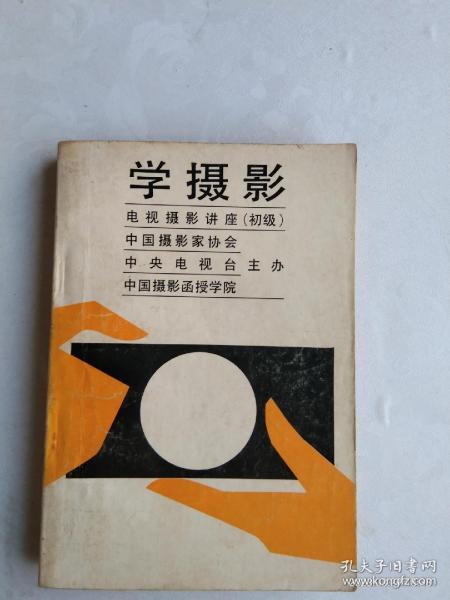 学摄影
电视摄影讲座(初级)
中国摄影家协会
中央电视台主办
中国摄影函授学院
孔夫子旧书网
www.kongfz.com